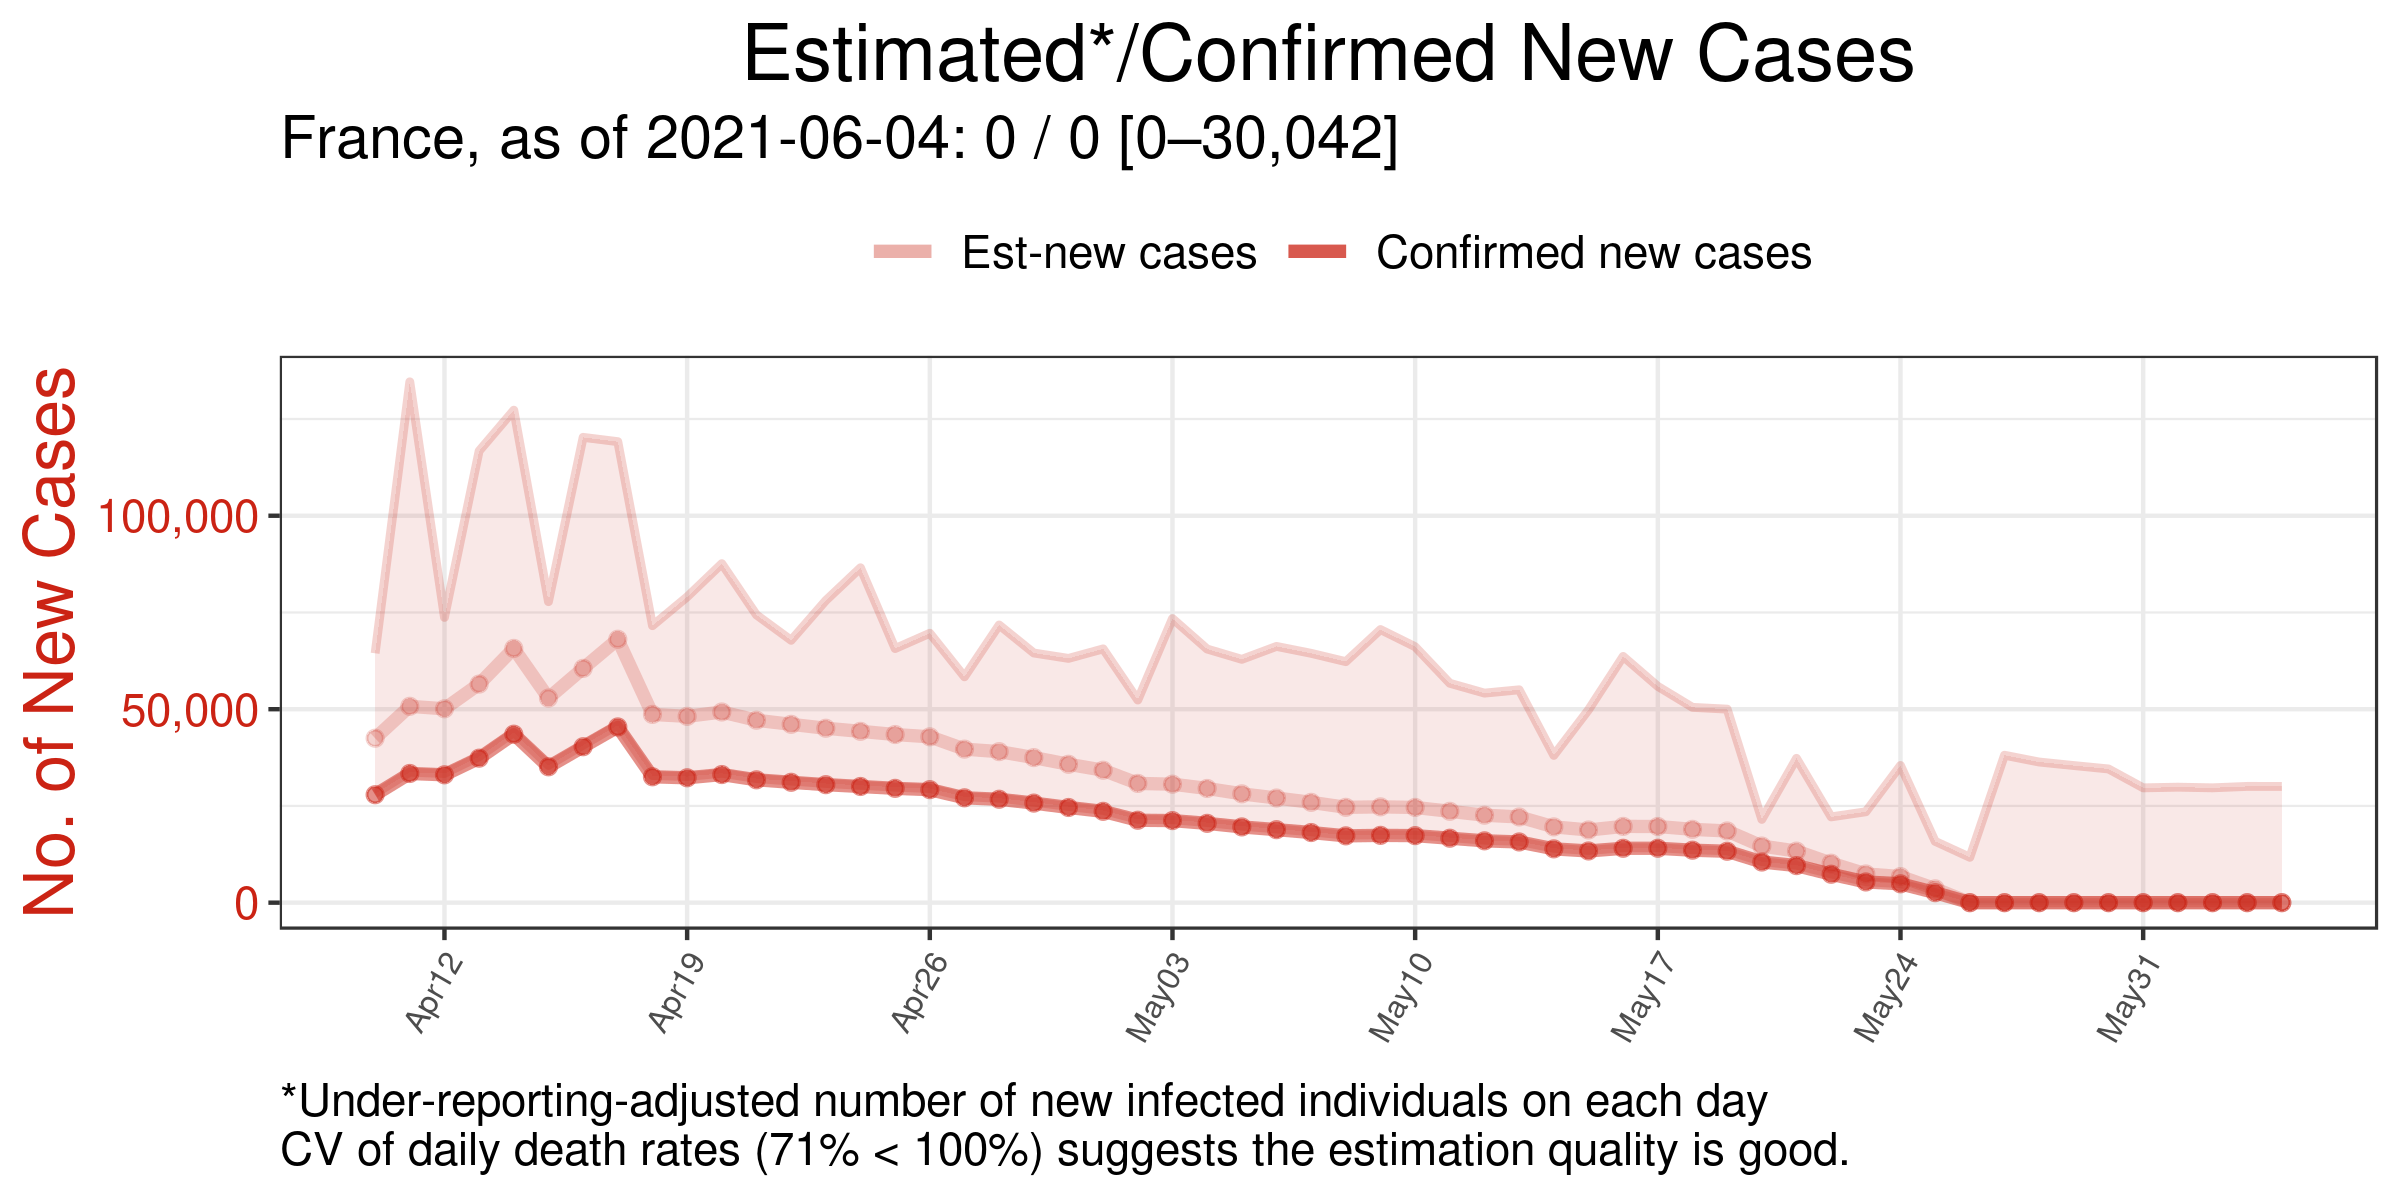 Estimated*/Confirmed New Cases
France, as of 2021-06-04: 0 / 0 [0–30,042]
Est-new cases
Confirmed new cases
No. of New Cases
100,000
50,000
0
Apr12
Apr19
Apr26
May03
May10
May17
May24
May31
*Under-reporting-adjusted number of new infected individuals on each day
CV of daily death rates (71% < 100%) suggests the estimation quality is good.